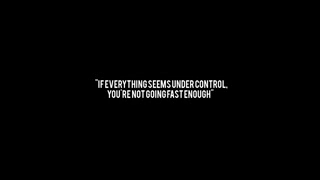 "IF EVERYTHING SEEMS UNDER CONTROL,
YOU'RE NOT GOING FAST ENOUGH"